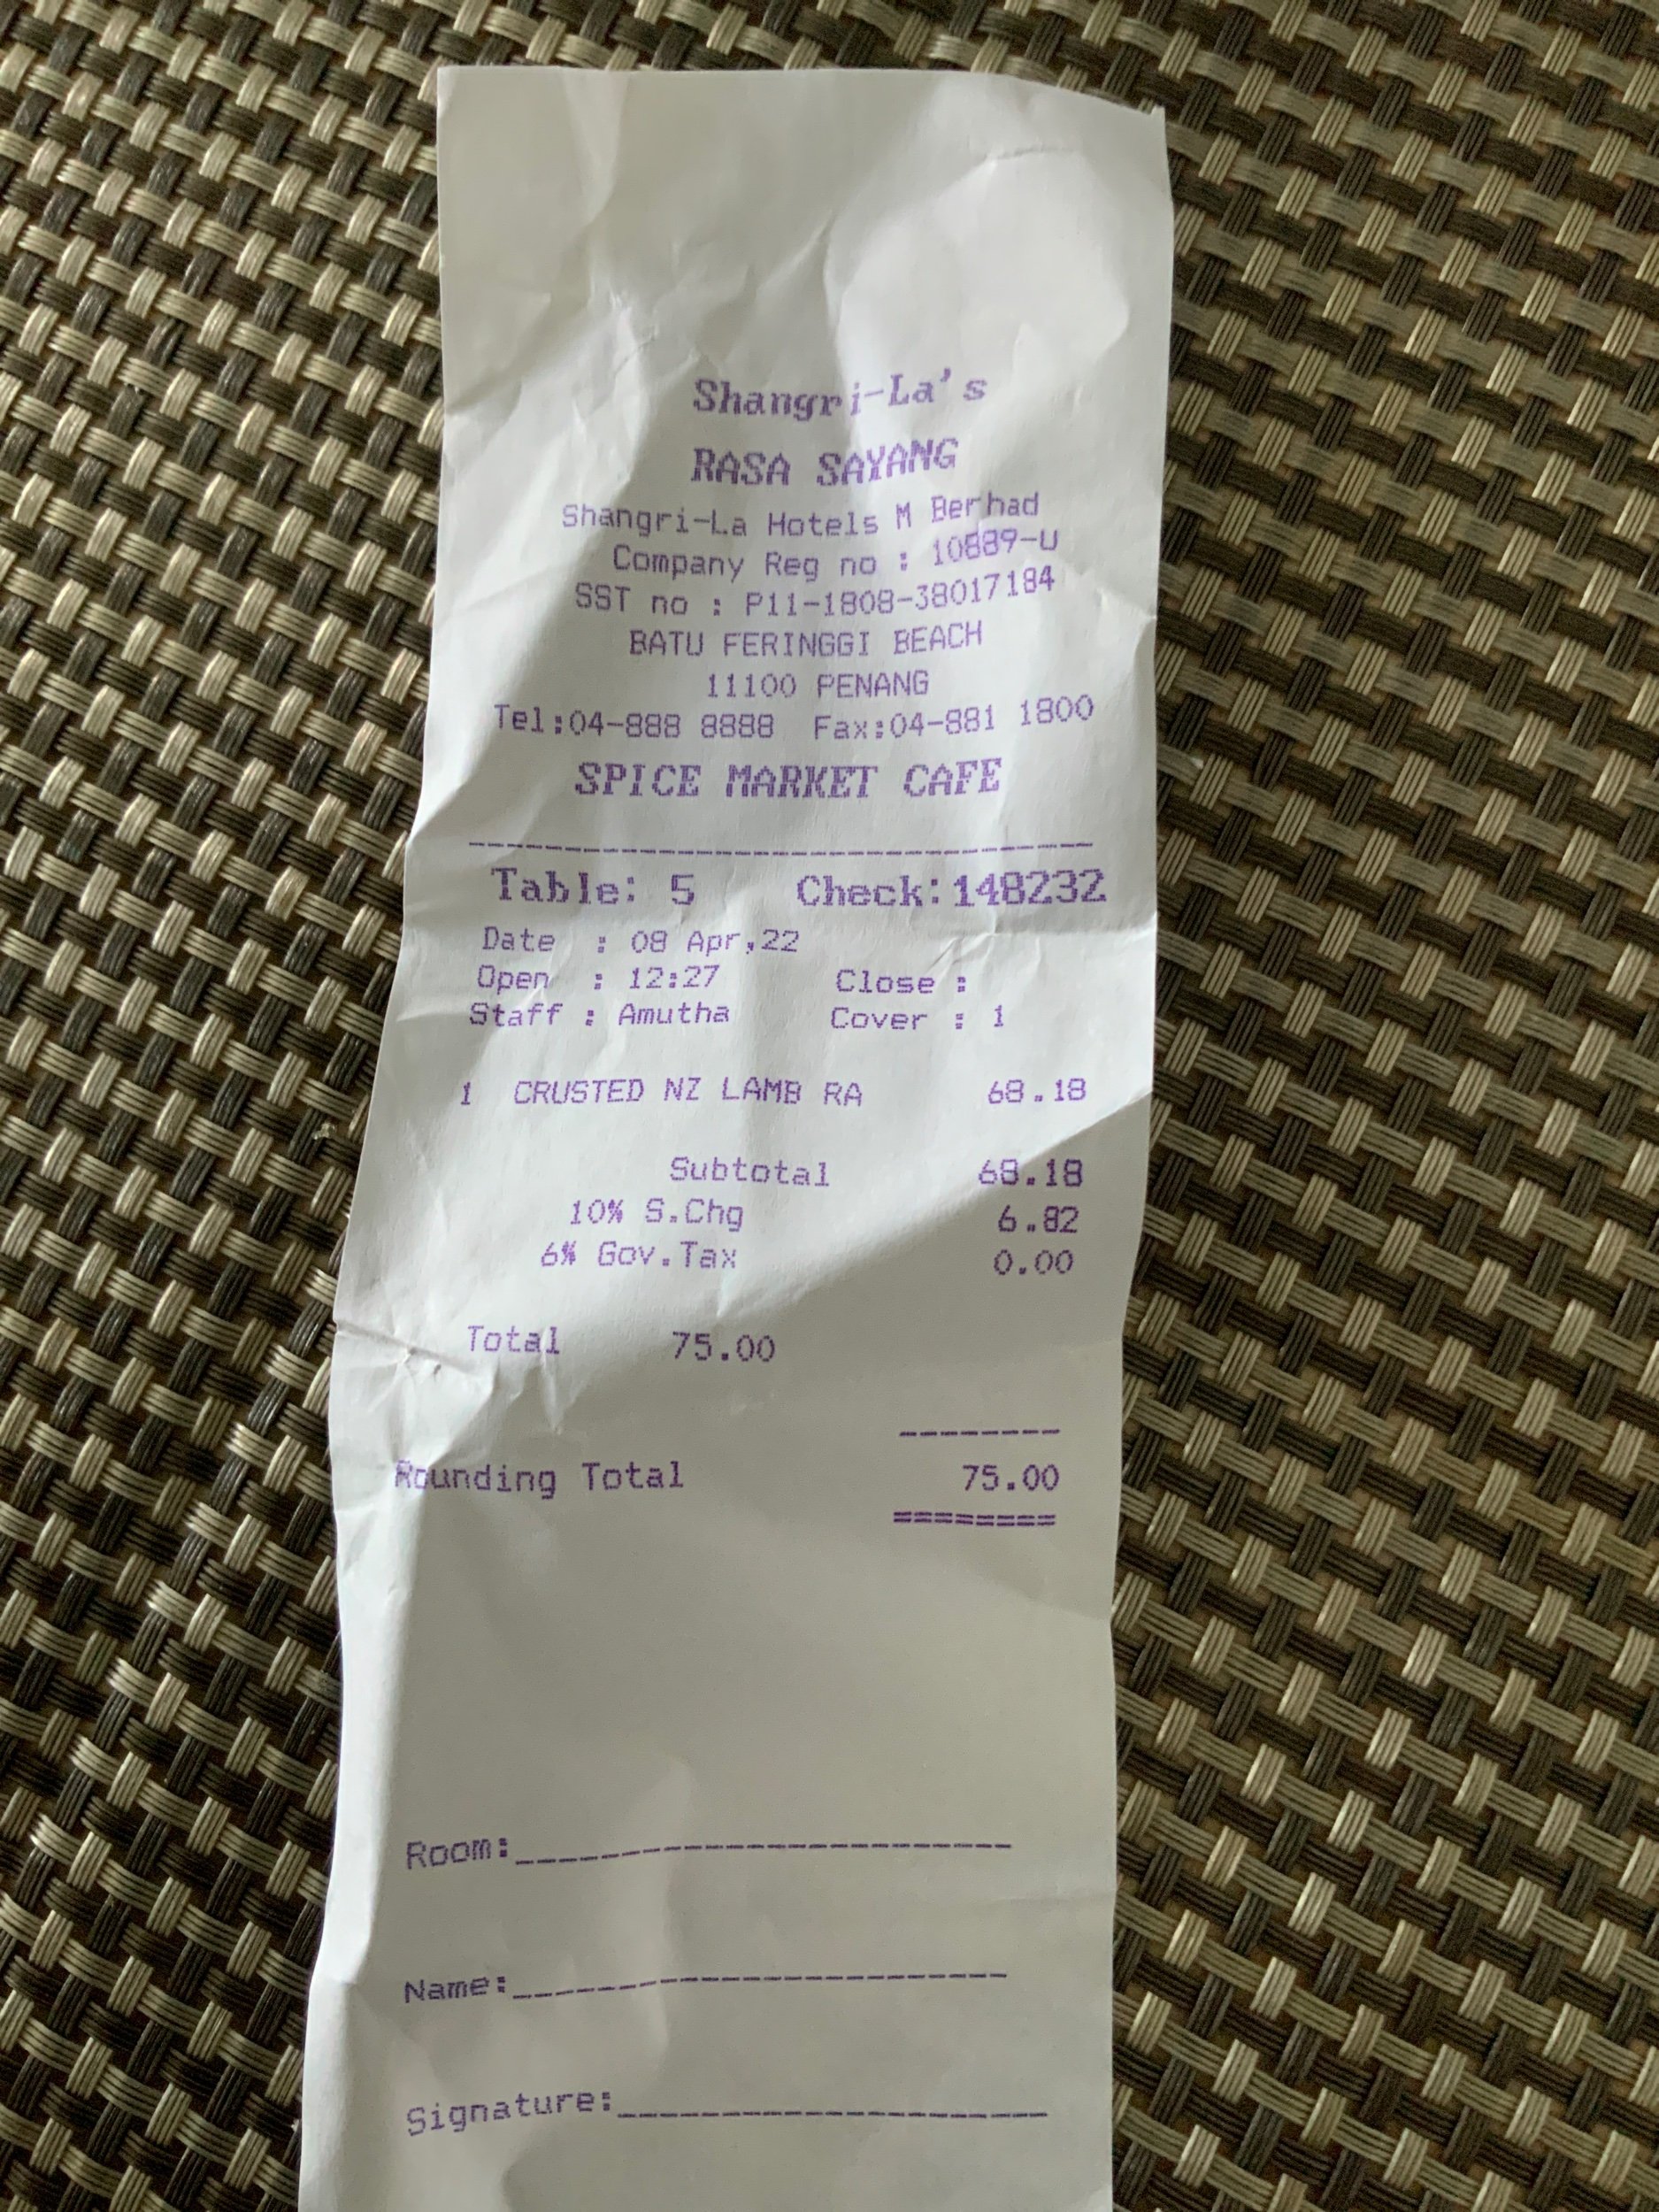 Shangri-La's
RASA SAYANG
Shangri-La Hotels M Berhad
Company Reg no : 10889-U
SST no : P11-1808-38017184
BATU FERINGGI BEACH
11100 PENANG
Tel:04-888 8888 Fax:04-881 1800
SPICE MARKET CAFE
Table: 5 Check:148232
Date : 08 Apr,22
Open : 12:27 Close :
Staff : Amutha Cover : 1
1 CRUSTED NZ LAMB RA 68.18
Subtotal 68.18
10% S.Chg 6.82
6% Gov.Tax 0.00
Total 75.00
Rounding Total 75.00
Room:
Name:
Signature: